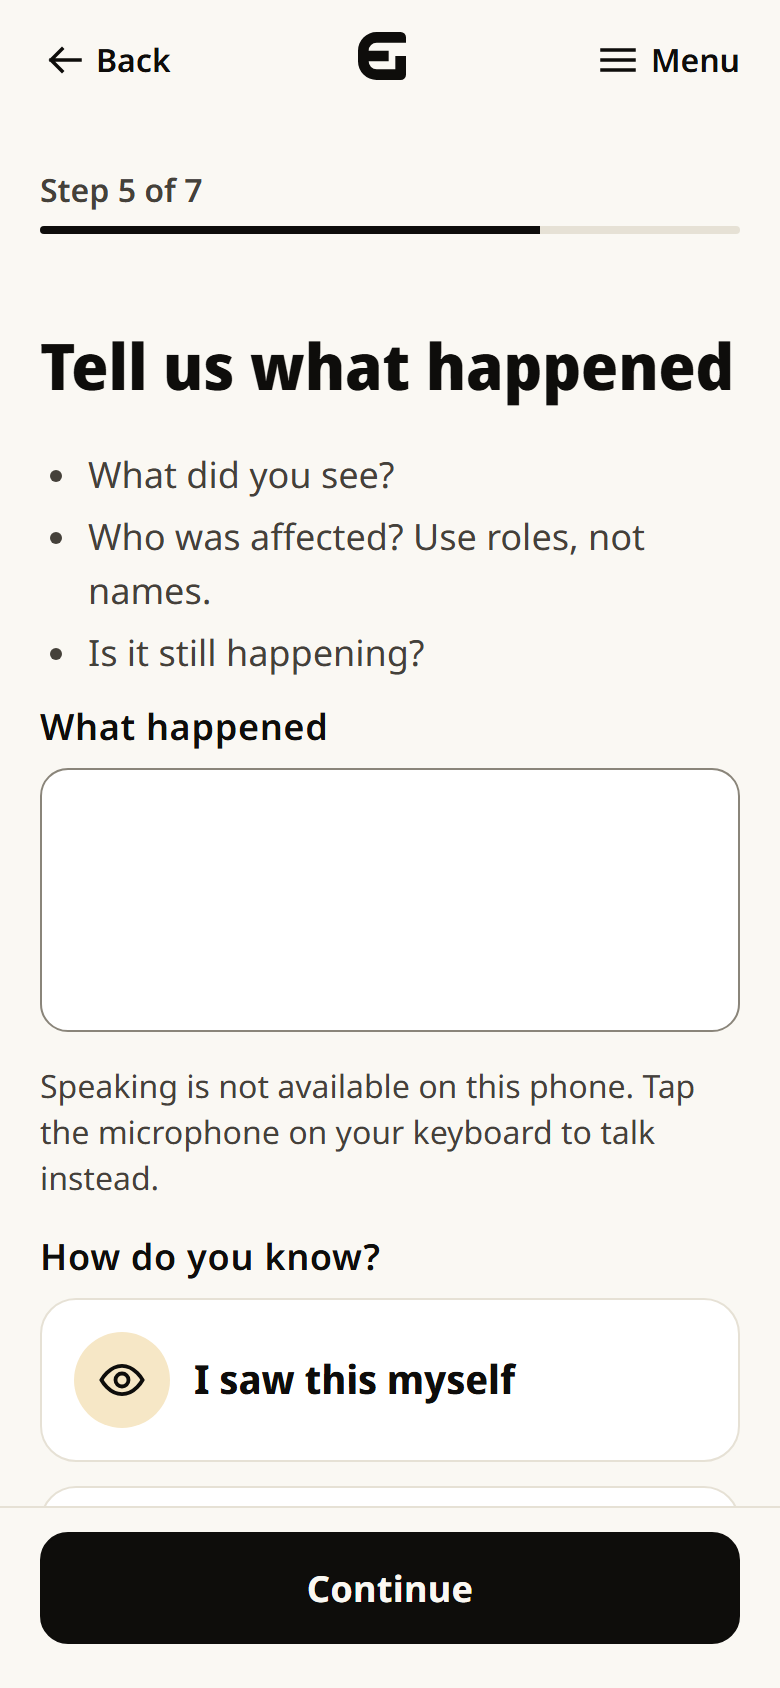 Back
Menu
Step 5 of 7
Tell us what happened
• What did you see?
• Who was affected? Use roles, not
names.
• Is it still happening?
What happened
Speaking is not available on this phone. Tap
the microphone on your keyboard to talk
instead.
How do you know?
I saw this myself
Continue